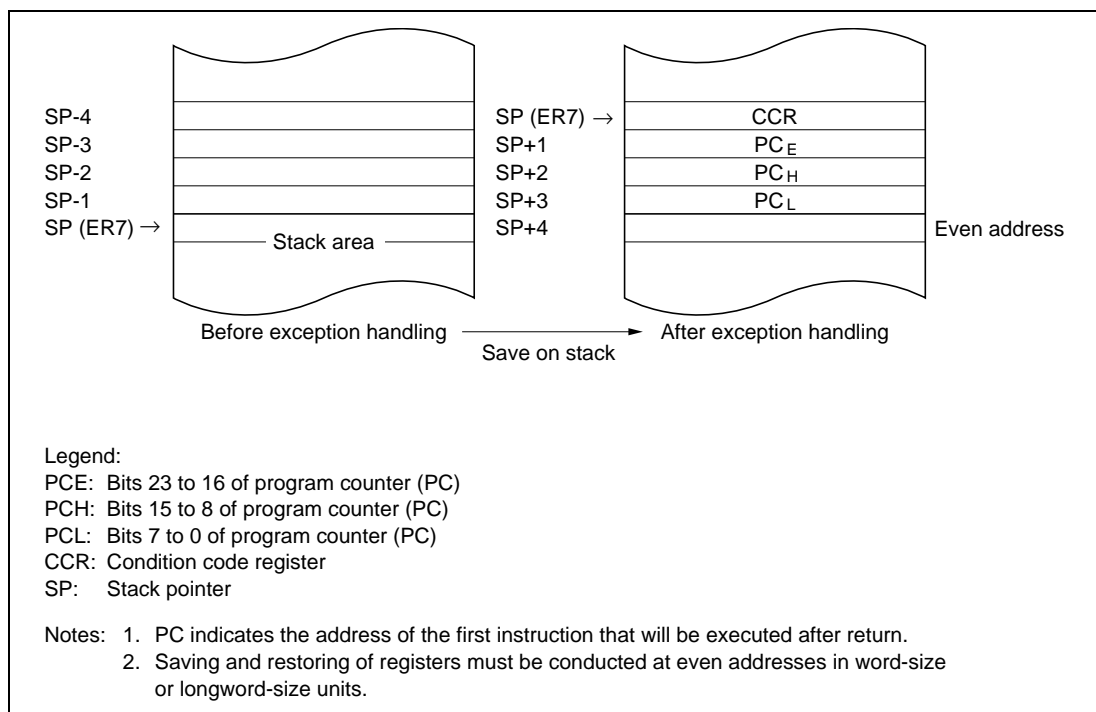 SP-4
SP-3
SP-2
SP-1
SP (ER7) →
Stack area
SP (ER7) →
SP+1
SP+2
SP+3
SP+4
CCR
PC E
PC H
PC L
Even address
Before exception handling
Save on stack
After exception handling
Legend:
PCE: Bits 23 to 16 of program counter (PC)
PCH: Bits 15 to 8 of program counter (PC)
PCL: Bits 7 to 0 of program counter (PC)
CCR: Condition code register
SP: Stack pointer
Notes: 1. PC indicates the address of the first instruction that will be executed after return.
2. Saving and restoring of registers must be conducted at even addresses in word-size
or longword-size units.